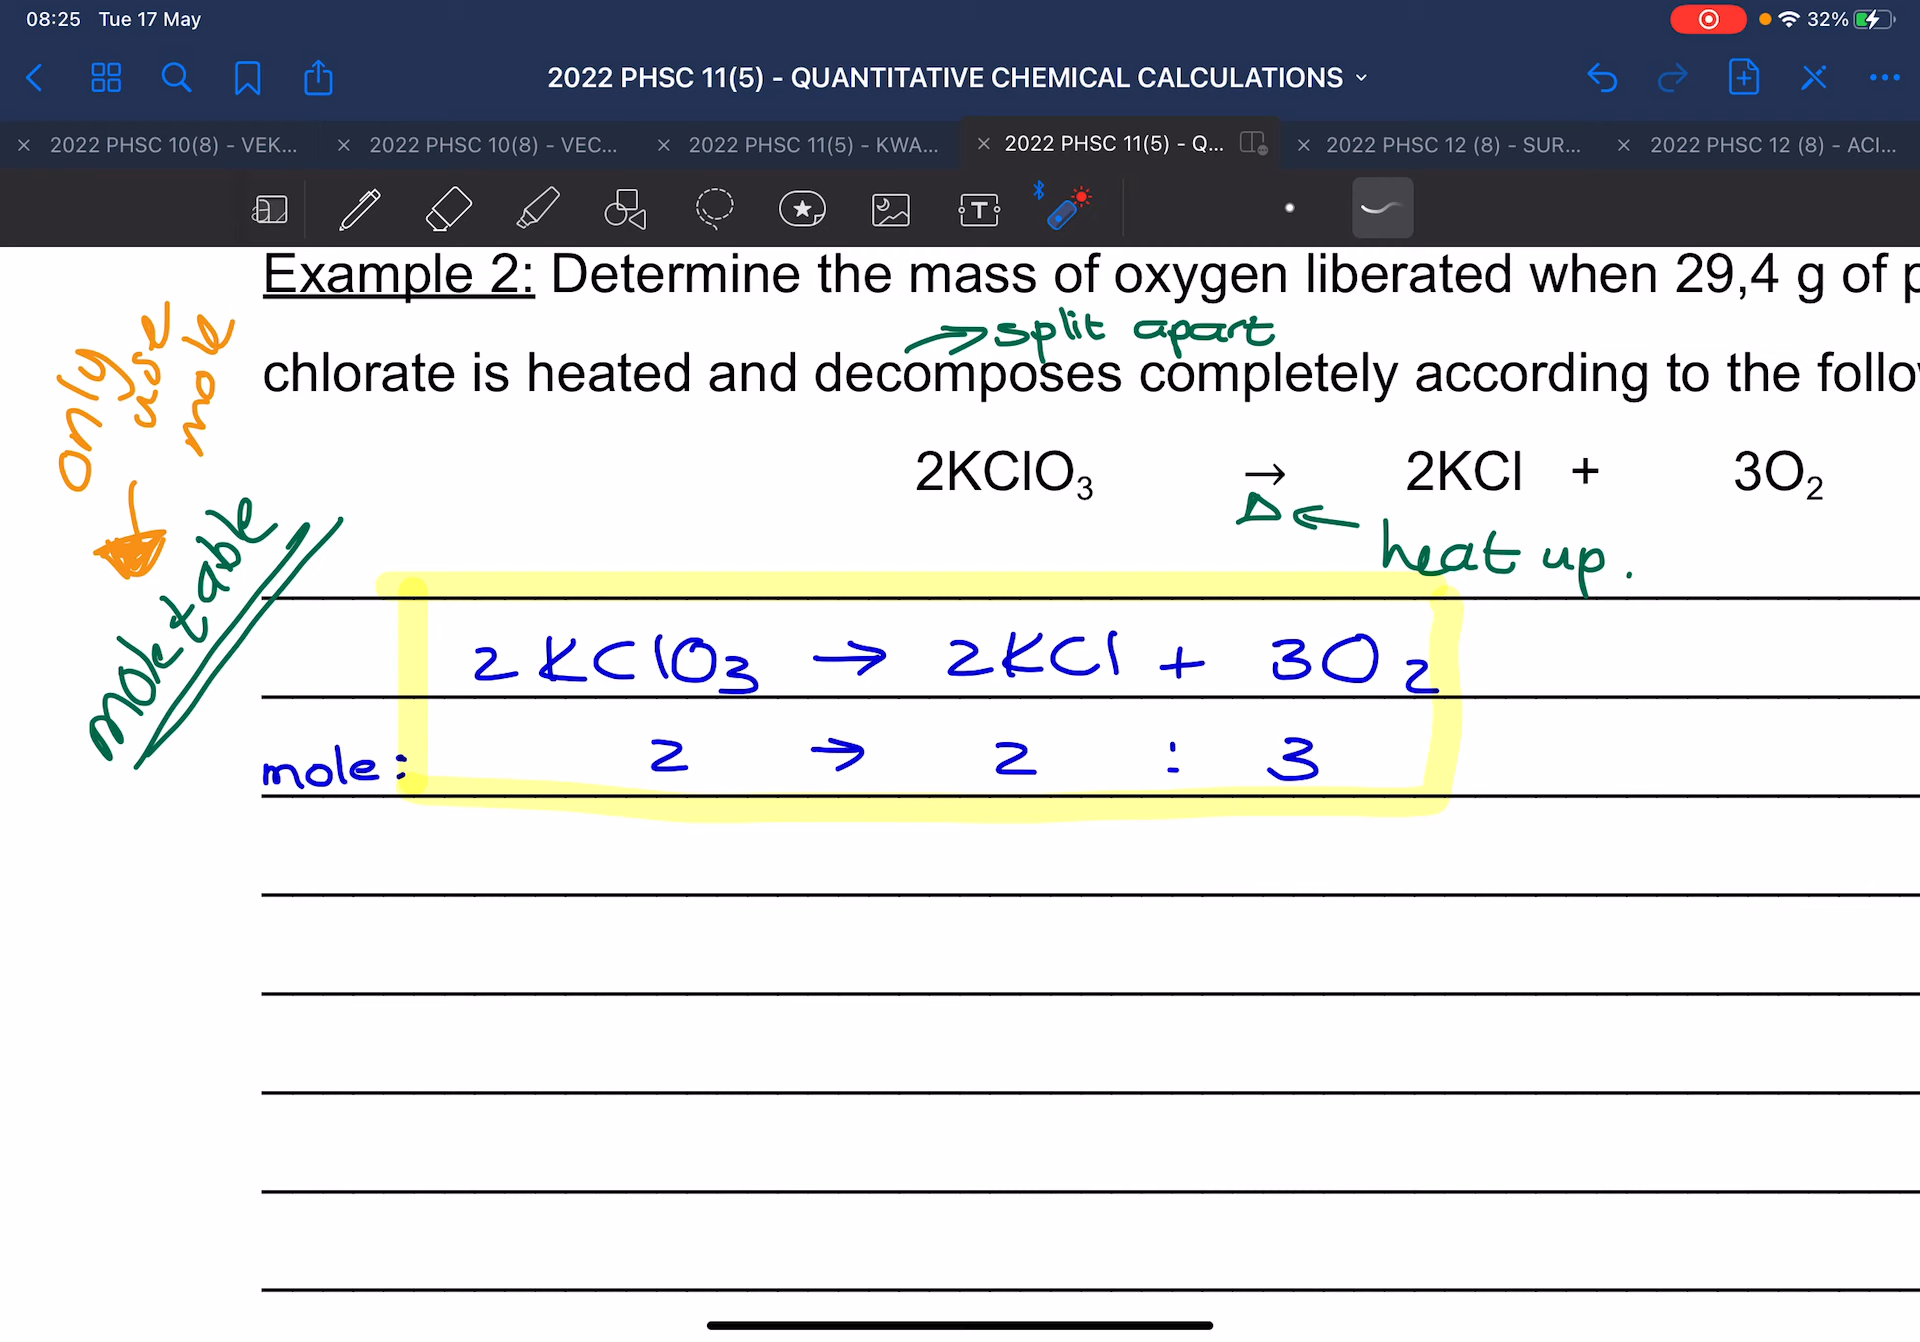 08:25 Tue 17 May 32%
2022 PHSC 11(5) - QUANTITATIVE CHEMICAL CALCULATIONS
2022 PHSC 10(8) - VEK... 2022 PHSC 10(8) - VEC... 2022 PHSC 11(5) - KWA... 2022 PHSC 11(5) - Q... 2022 PHSC 12 (8) - SUR... 2022 PHSC 12 (8) - ACI...
Example 2: Determine the mass of oxygen liberated when 29,4 g of p
→ split apart
chlorate is heated and decomposes completely according to the follo
only use mole
2KClO₃ → 2KCl + 3O₂
Δ ← heat up.
mole table
2KClO₃ → 2KCl + 3O₂
mole: 2 → 2 : 3